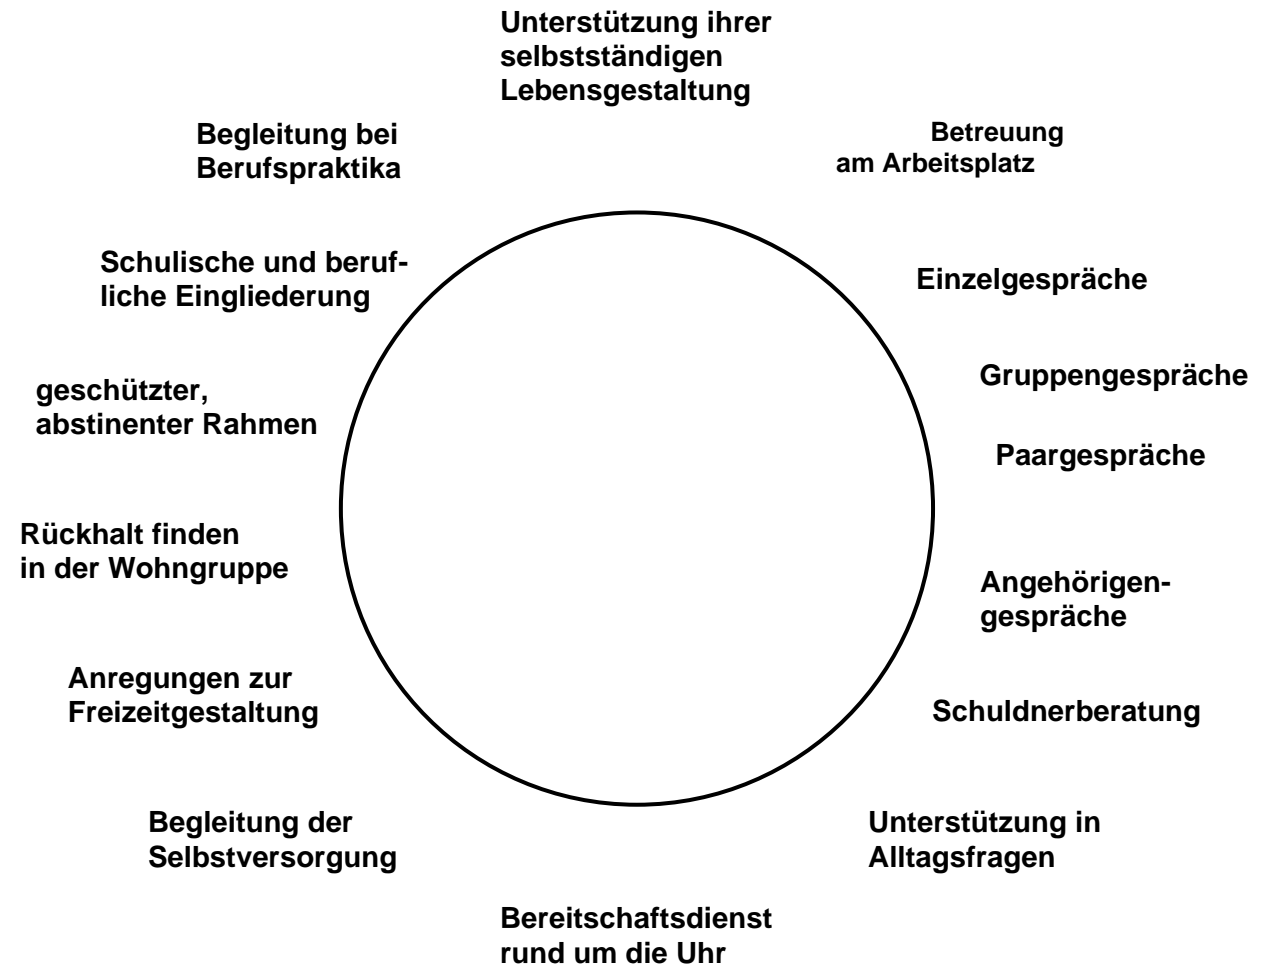 Unterstützung ihrer
selbstständigen
Lebensgestaltung
Betreuung
am Arbeitsplatz
Einzelgespräche
Gruppengespräche
Paargespräche
Angehörigen-
gespräche
Schuldnerberatung
Unterstützung in
Alltagsfragen
Bereitschaftsdienst
rund um die Uhr
Begleitung der
Selbstversorgung
Anregungen zur
Freizeitgestaltung
Rückhalt finden
in der Wohngruppe
geschützter,
abstinenter Rahmen
Schulische und beruf-
liche Eingliederung
Begleitung bei
Berufspraktika